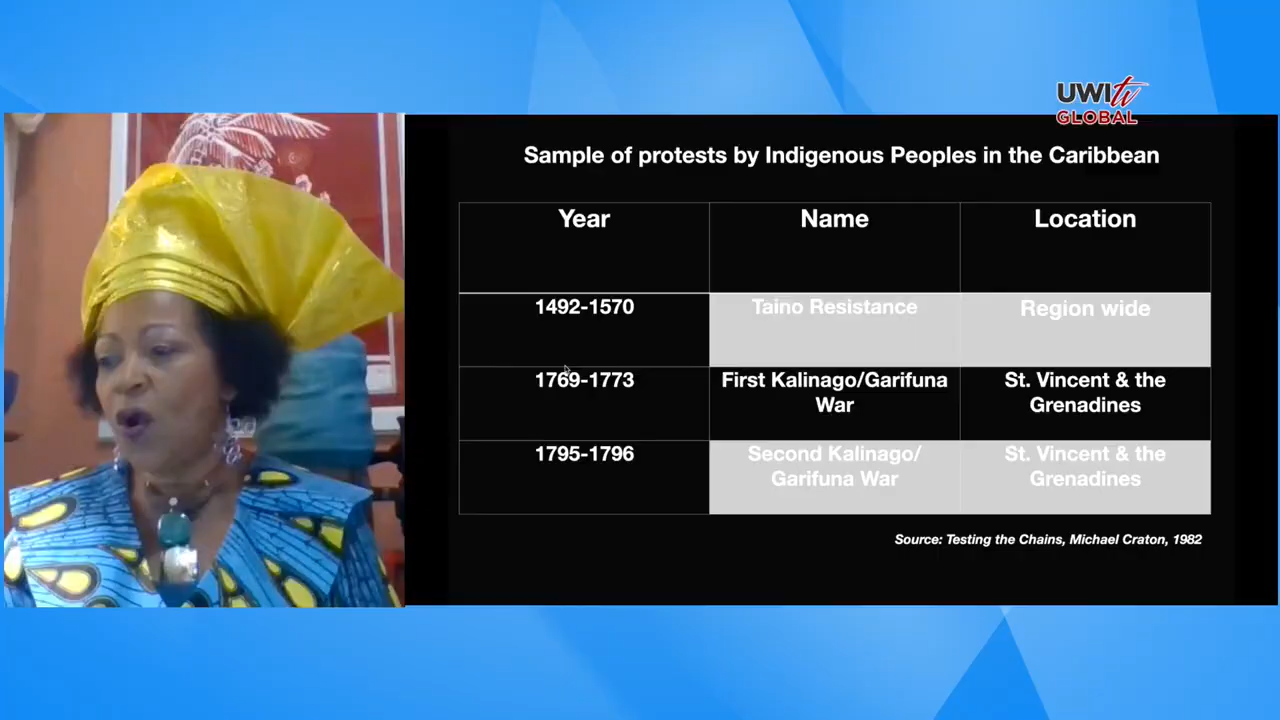 UWItv
GLOBAL
Sample of protests by Indigenous Peoples in the Caribbean
Year Name Location
1492-1570 Taino Resistance Region wide
1769-1773 First Kalinago/Garifuna War St. Vincent & the Grenadines
1795-1796 Second Kalinago/ Garifuna War St. Vincent & the Grenadines
Source: Testing the Chains, Michael Craton, 1982